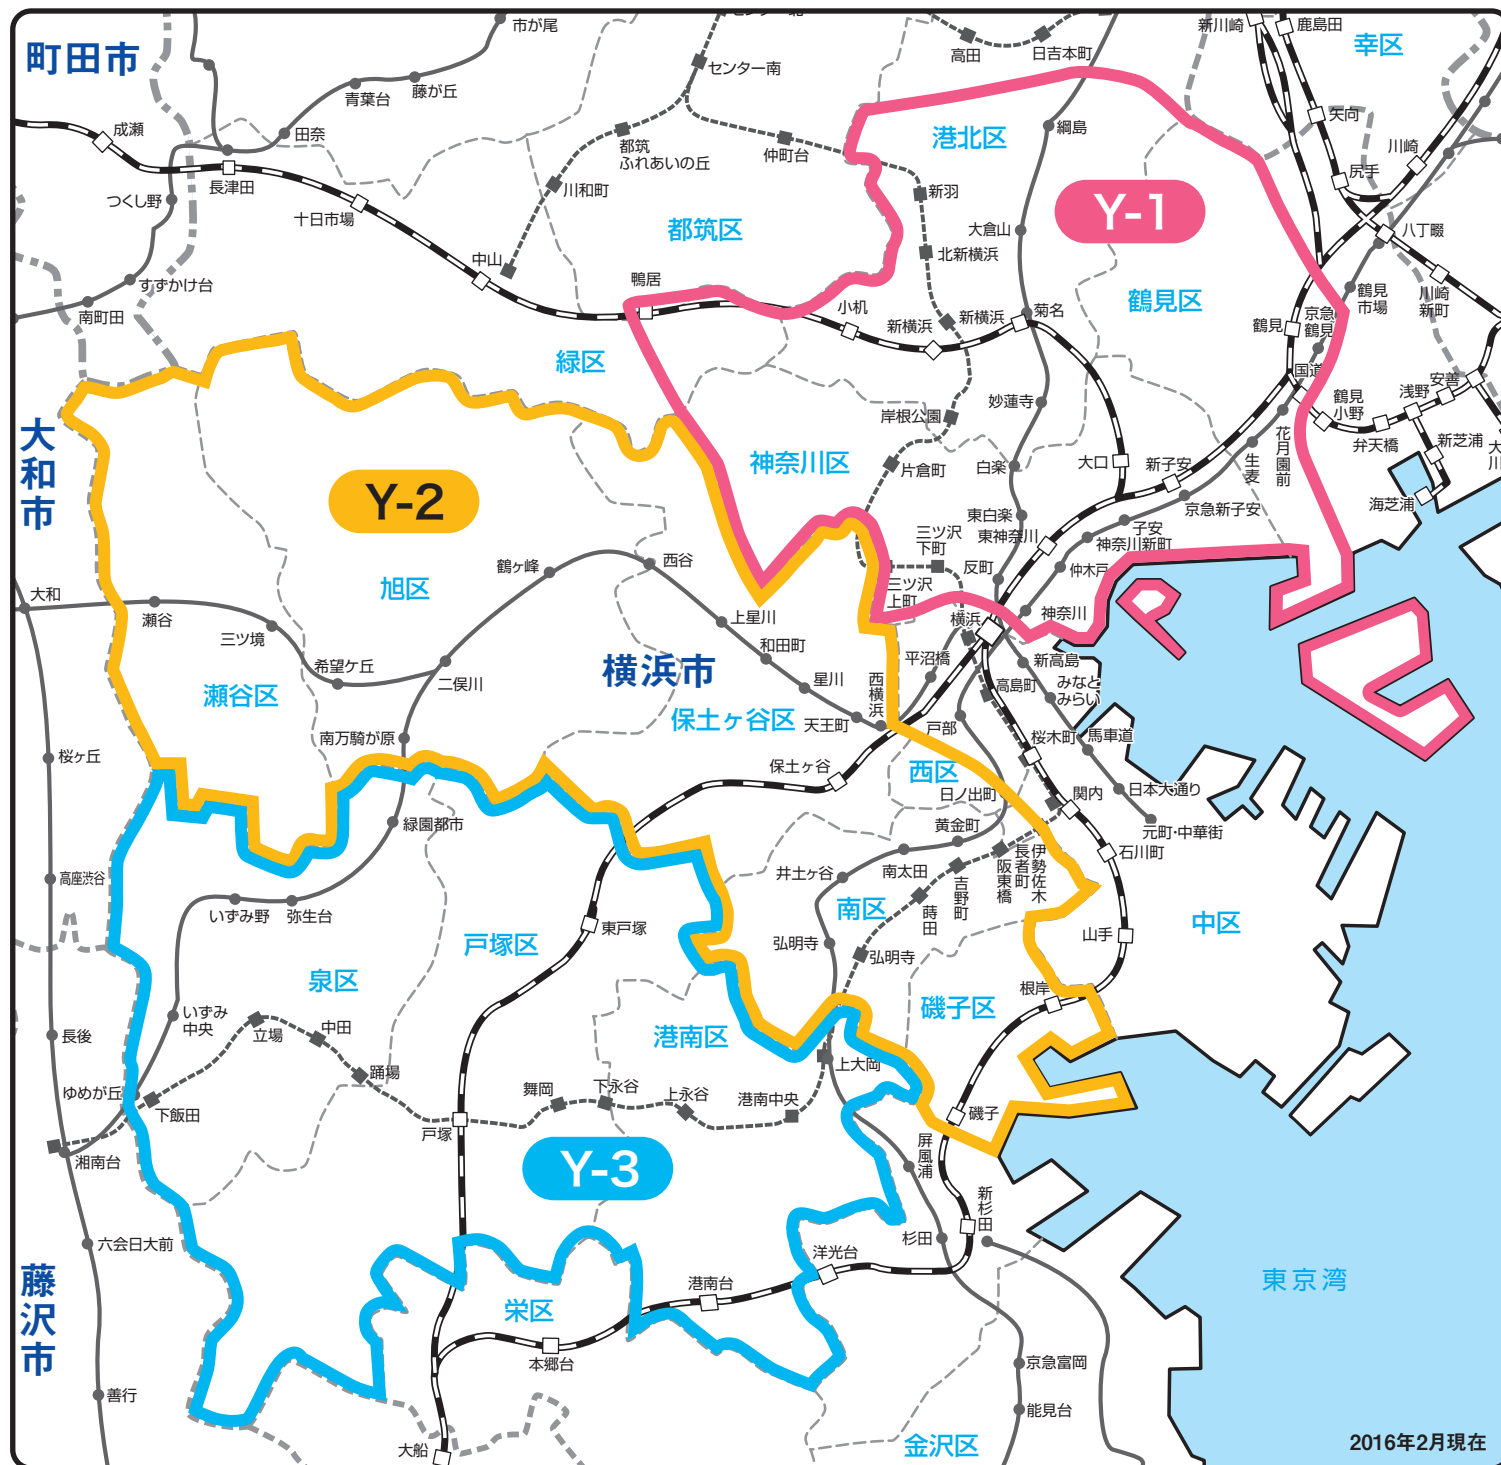 町田市
市が尾
センター北
高田
日吉本町
新川崎
鹿島田
幸区
センター南
青葉台
藤が丘
成瀬
田奈
都筑
ふれあいの丘
仲町台
港北区
綱島
矢向
川崎
尻手
長津田
川和町
新羽
Y-1
つくし野
十日市場
都筑区
大倉山
八丁畷
中山
北新横浜
すずかけ台
鴨居
鶴見区
鶴見
市場
川崎
新町
南町田
小机
新横浜
新横浜
菊名
鶴見
京急
鶴見
緑区
国道
安善
浅野
鶴見
小野
妙蓮寺
岸根公園
弁天橋
新芝浦
大川
大和市
神奈川区
片倉町
白楽
大口
新子安
生麦
花月園前
海芝浦
Y-2
東白楽
京急新子安
三ツ沢
下町
東神奈川
子安
神奈川新町
鶴ヶ峰
西谷
反町
仲木戸
旭区
三ツ沢
上町
大和
瀬谷
上星川
神奈川
横浜
三ツ境
和田町
平沼橋
新高島
希望ケ丘
横浜市
星川
西横浜
高島町
みなと
みらい
瀬谷区
二俣川
保土ヶ谷区
天王町
戸部
桜木町
馬車道
南万騎が原
桜ヶ丘
保土ヶ谷
西区
日ノ出町
関内
日本大通り
緑園都市
黄金町
元町・中華街
石川町
高座渋谷
井土ヶ谷
南太田
吉野町
阪東橋
伊勢佐木
長者町
いずみ野
弥生台
東戸塚
南区
蒔田
中区
戸塚区
弘明寺
弘明寺
山手
泉区
根岸
磯子区
いずみ
中央
立場
中田
港南区
長後
上大岡
踊場
ゆめが丘
下飯田
舞岡
下永谷
上永谷
港南中央
磯子
戸塚
屏風浦
湘南台
Y-3
新杉田
六会日大前
杉田
洋光台
藤沢市
港南台
東京湾
栄区
本郷台
京急富岡
善行
能見台
大船
金沢区
2016年2月現在